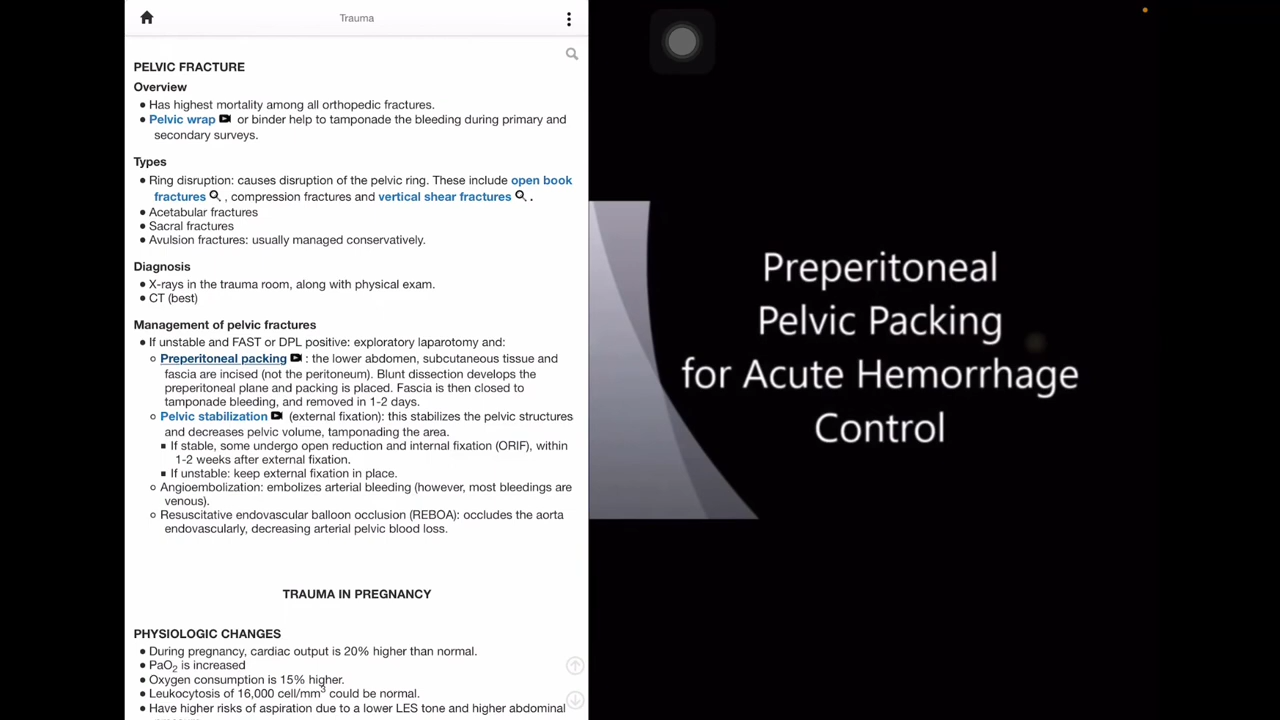 Trauma
PELVIC FRACTURE
Overview
● Has highest mortality among all orthopedic fractures.
● Pelvic wrap or binder help to tamponade the bleeding during primary and
secondary surveys.
Types
● Ring disruption: causes disruption of the pelvic ring. These include open book
fractures , compression fractures and vertical shear fractures .
● Acetabular fractures
● Sacral fractures
● Avulsion fractures: usually managed conservatively.
Diagnosis
● X-rays in the trauma room, along with physical exam.
● CT (best)
Management of pelvic fractures
● If unstable and FAST or DPL positive: exploratory laparotomy and:
○ Preperitoneal packing : the lower abdomen, subcutaneous tissue and
fascia are incised (not the peritoneum). Blunt dissection develops the
preperitoneal plane and packing is placed. Fascia is then closed to
tamponade bleeding, and removed in 1-2 days.
○ Pelvic stabilization (external fixation): this stabilizes the pelvic structures
and decreases pelvic volume, tamponading the area.
■ If stable, some undergo open reduction and internal fixation (ORIF), within
1-2 weeks after external fixation.
■ If unstable: keep external fixation in place.
○ Angioembolization: embolizes arterial bleeding (however, most bleedings are
venous).
○ Resuscitative endovascular balloon occlusion (REBOA): occludes the aorta
endovascularly, decreasing arterial pelvic blood loss.
TRAUMA IN PREGNANCY
PHYSIOLOGIC CHANGES
● During pregnancy, cardiac output is 20% higher than normal.
● PaO₂ is increased
● Oxygen consumption is 15% higher.
● Leukocytosis of 16,000 cell/mm³ could be normal.
● Have higher risks of aspiration due to a lower LES tone and higher abdominal
Preperitoneal
Pelvic Packing
for Acute Hemorrhage
Control